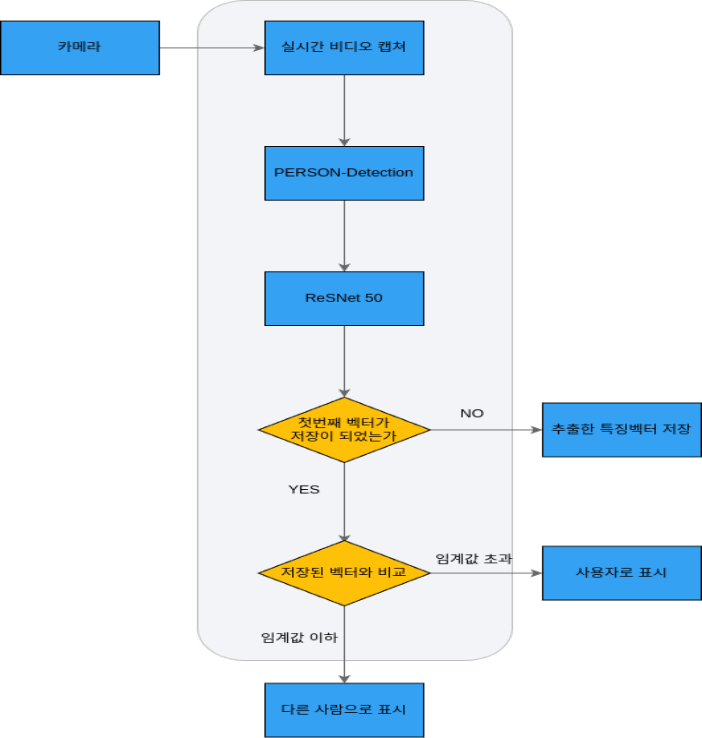 카메라
실시간 비디오 캡쳐
PERSON-Detection
ReSNet 50
첫번째 벡터가
저장이 되었는가
NO
추출한 특징벡터 저장
YES
저장된 벡터와 비교
임계값 초과
사용자로 표시
임계값 이하
다른 사람으로 표시